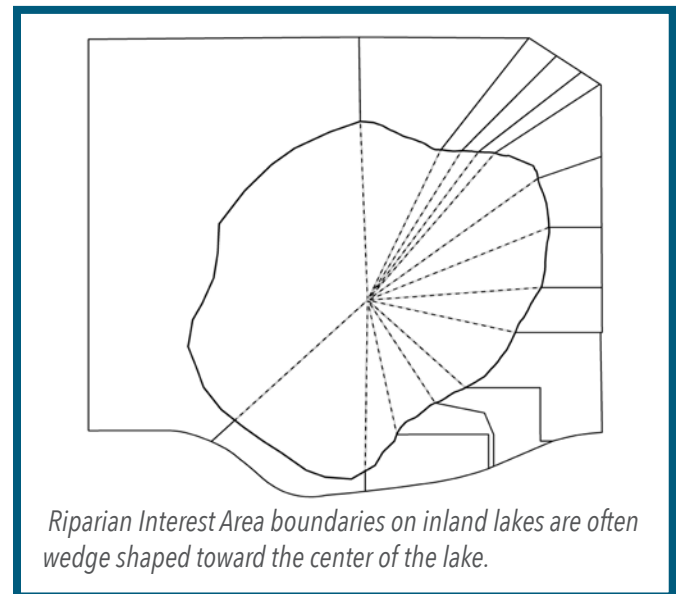 Riparian Interest Area boundaries on inland lakes are often
wedge shaped toward the center of the lake.